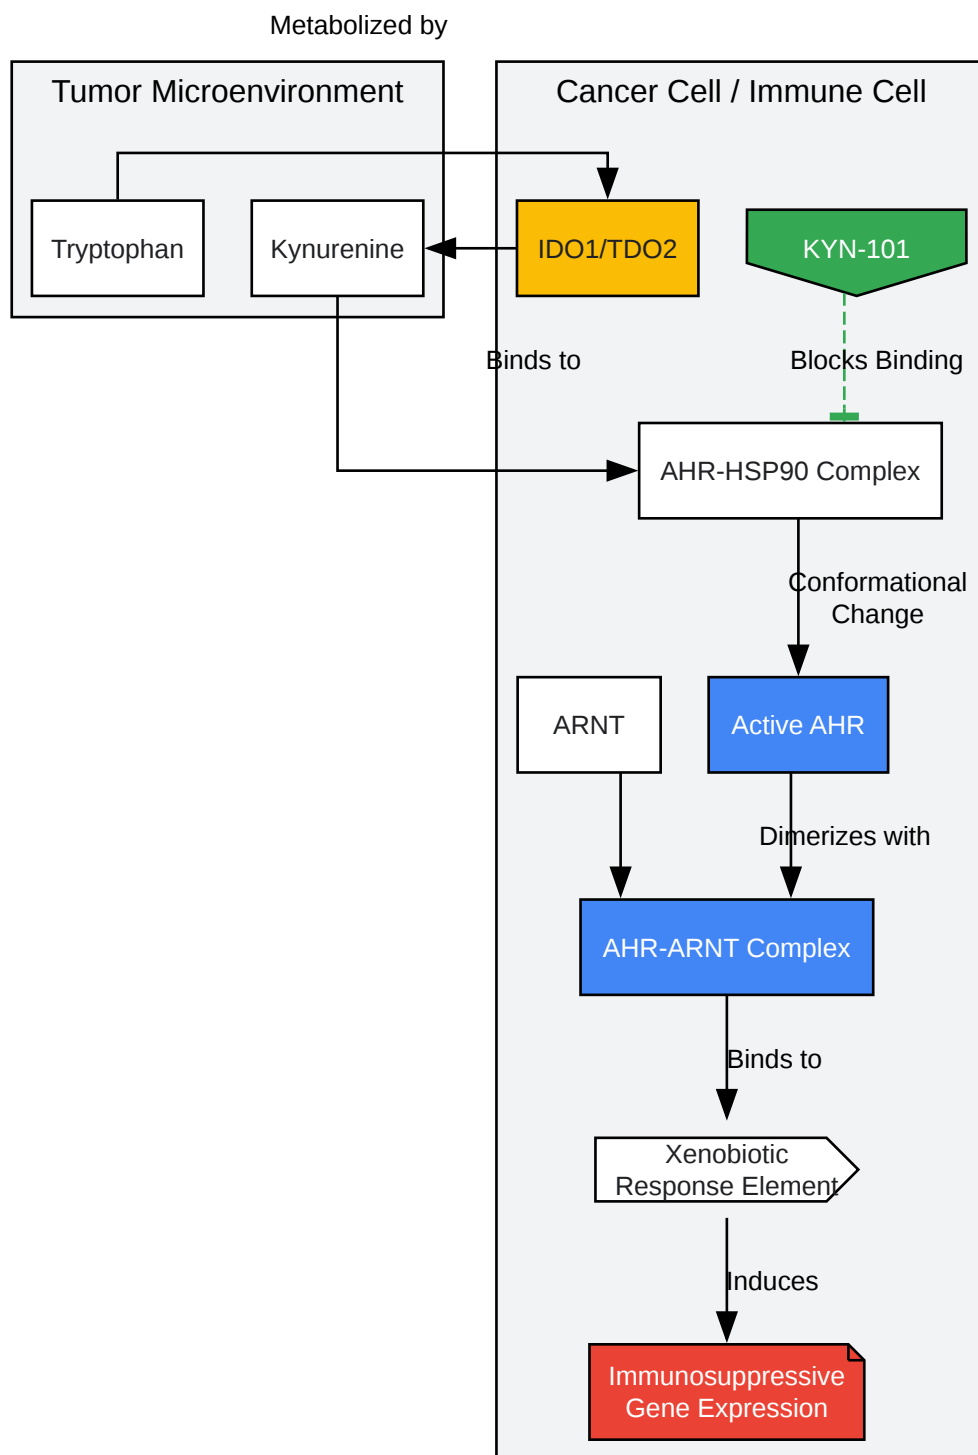 Metabolized by
Tumor Microenvironment
Cancer Cell / Immune Cell
Tryptophan
Kynurenine
IDO1/TDO2
KYN-101
Binds to
Blocks Binding
AHR-HSP90 Complex
Conformational
Change
ARNT
Active AHR
Dimerizes with
AHR-ARNT Complex
Binds to
Xenobiotic
Response Element
Induces
Immunosuppressive
Gene Expression